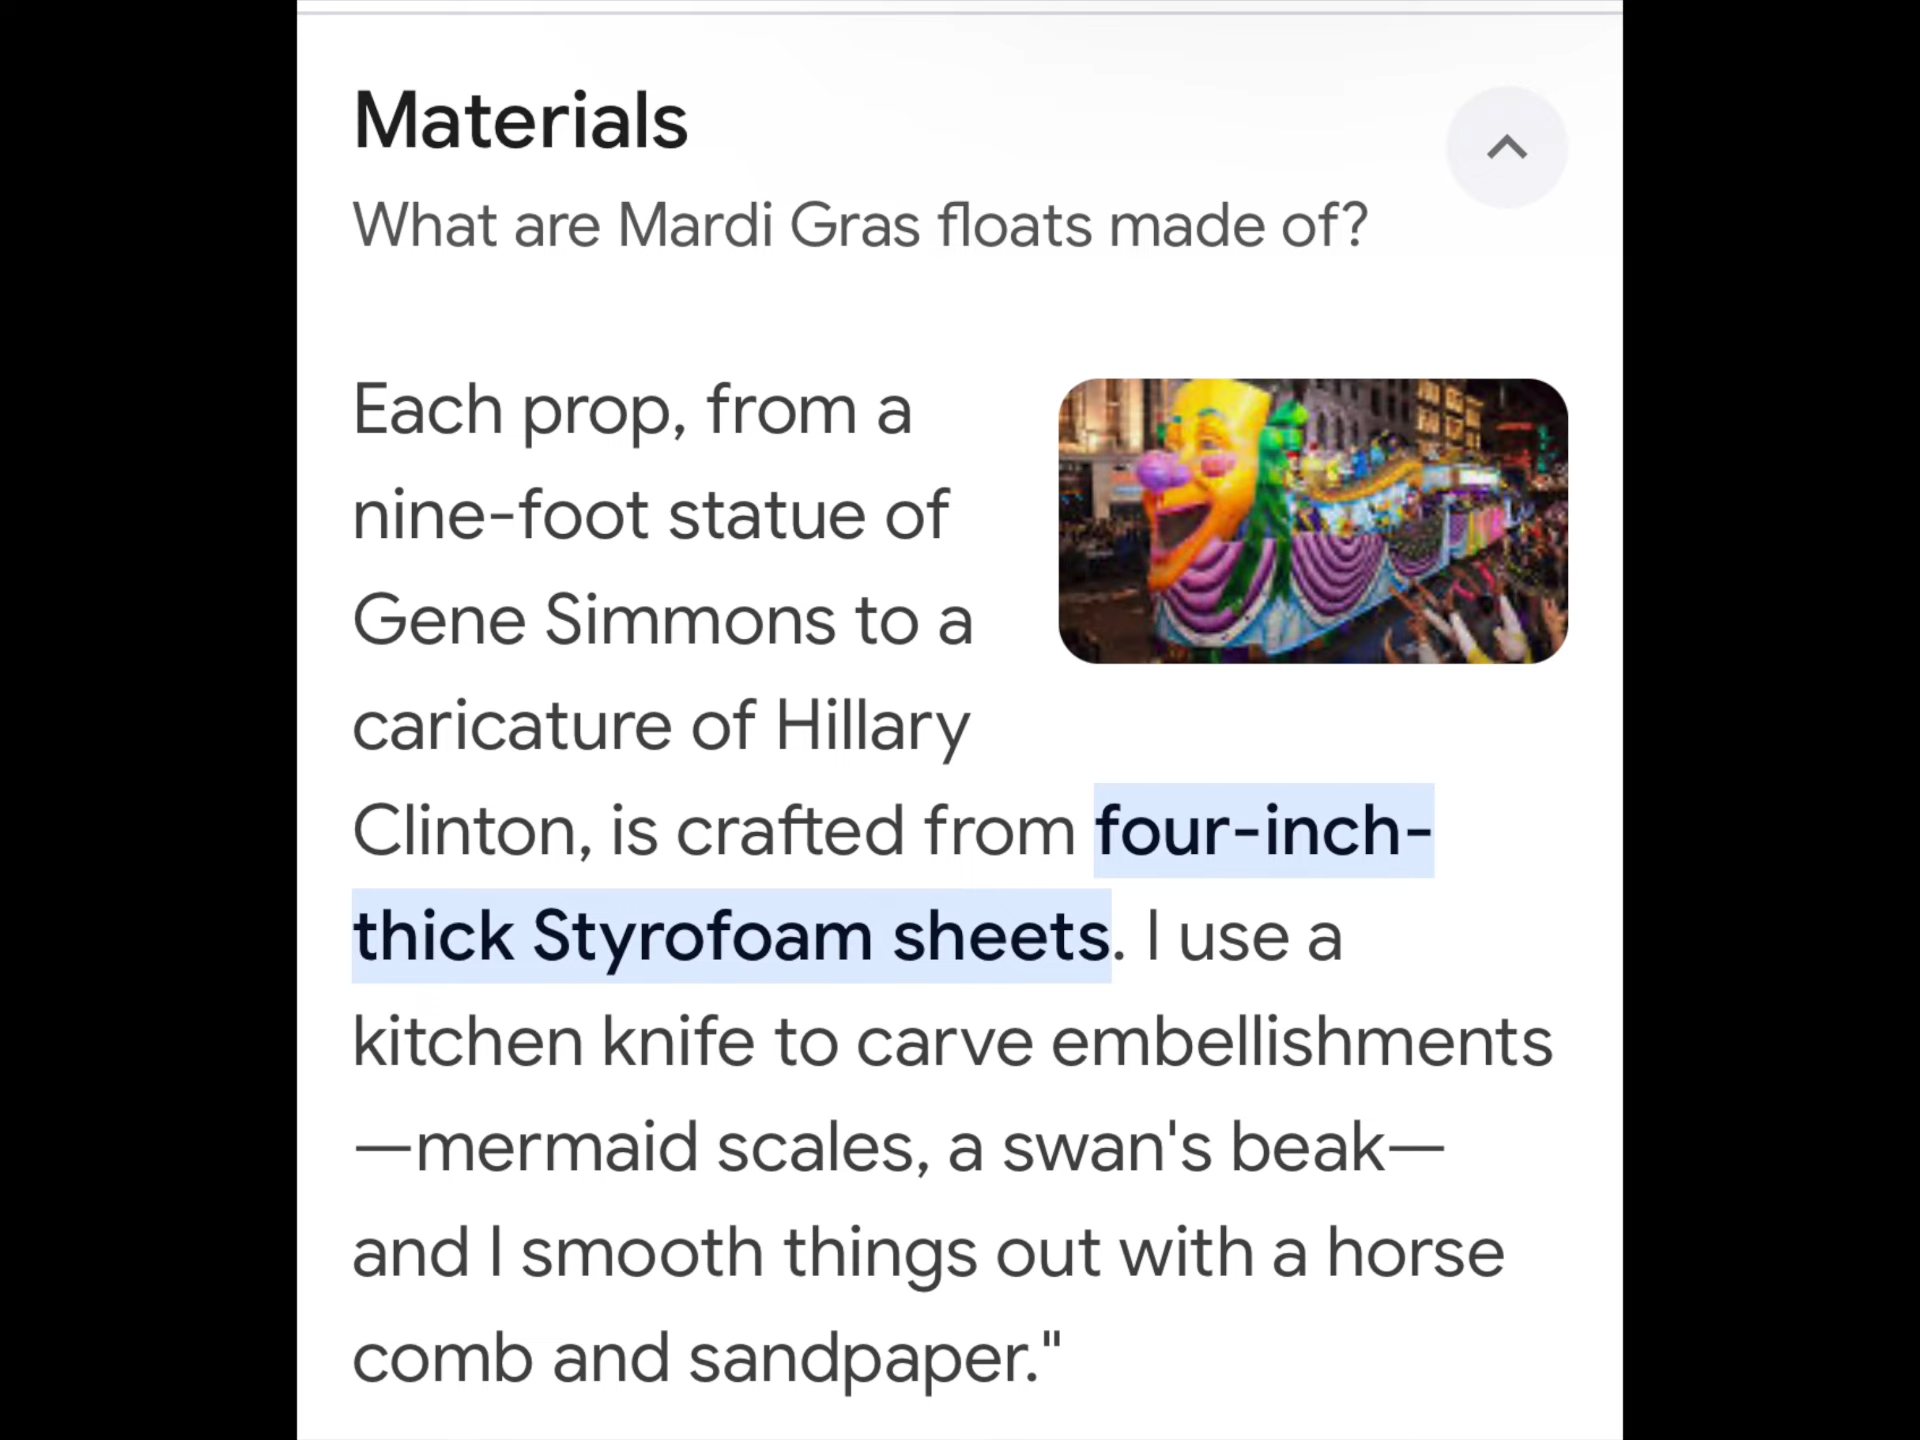 Materials
What are Mardi Gras floats made of?
Each prop, from a
nine-foot statue of
Gene Simmons to a
caricature of Hillary
Clinton, is crafted from four-inch-
thick Styrofoam sheets. I use a
kitchen knife to carve embellishments
—mermaid scales, a swan's beak—
and I smooth things out with a horse
comb and sandpaper."